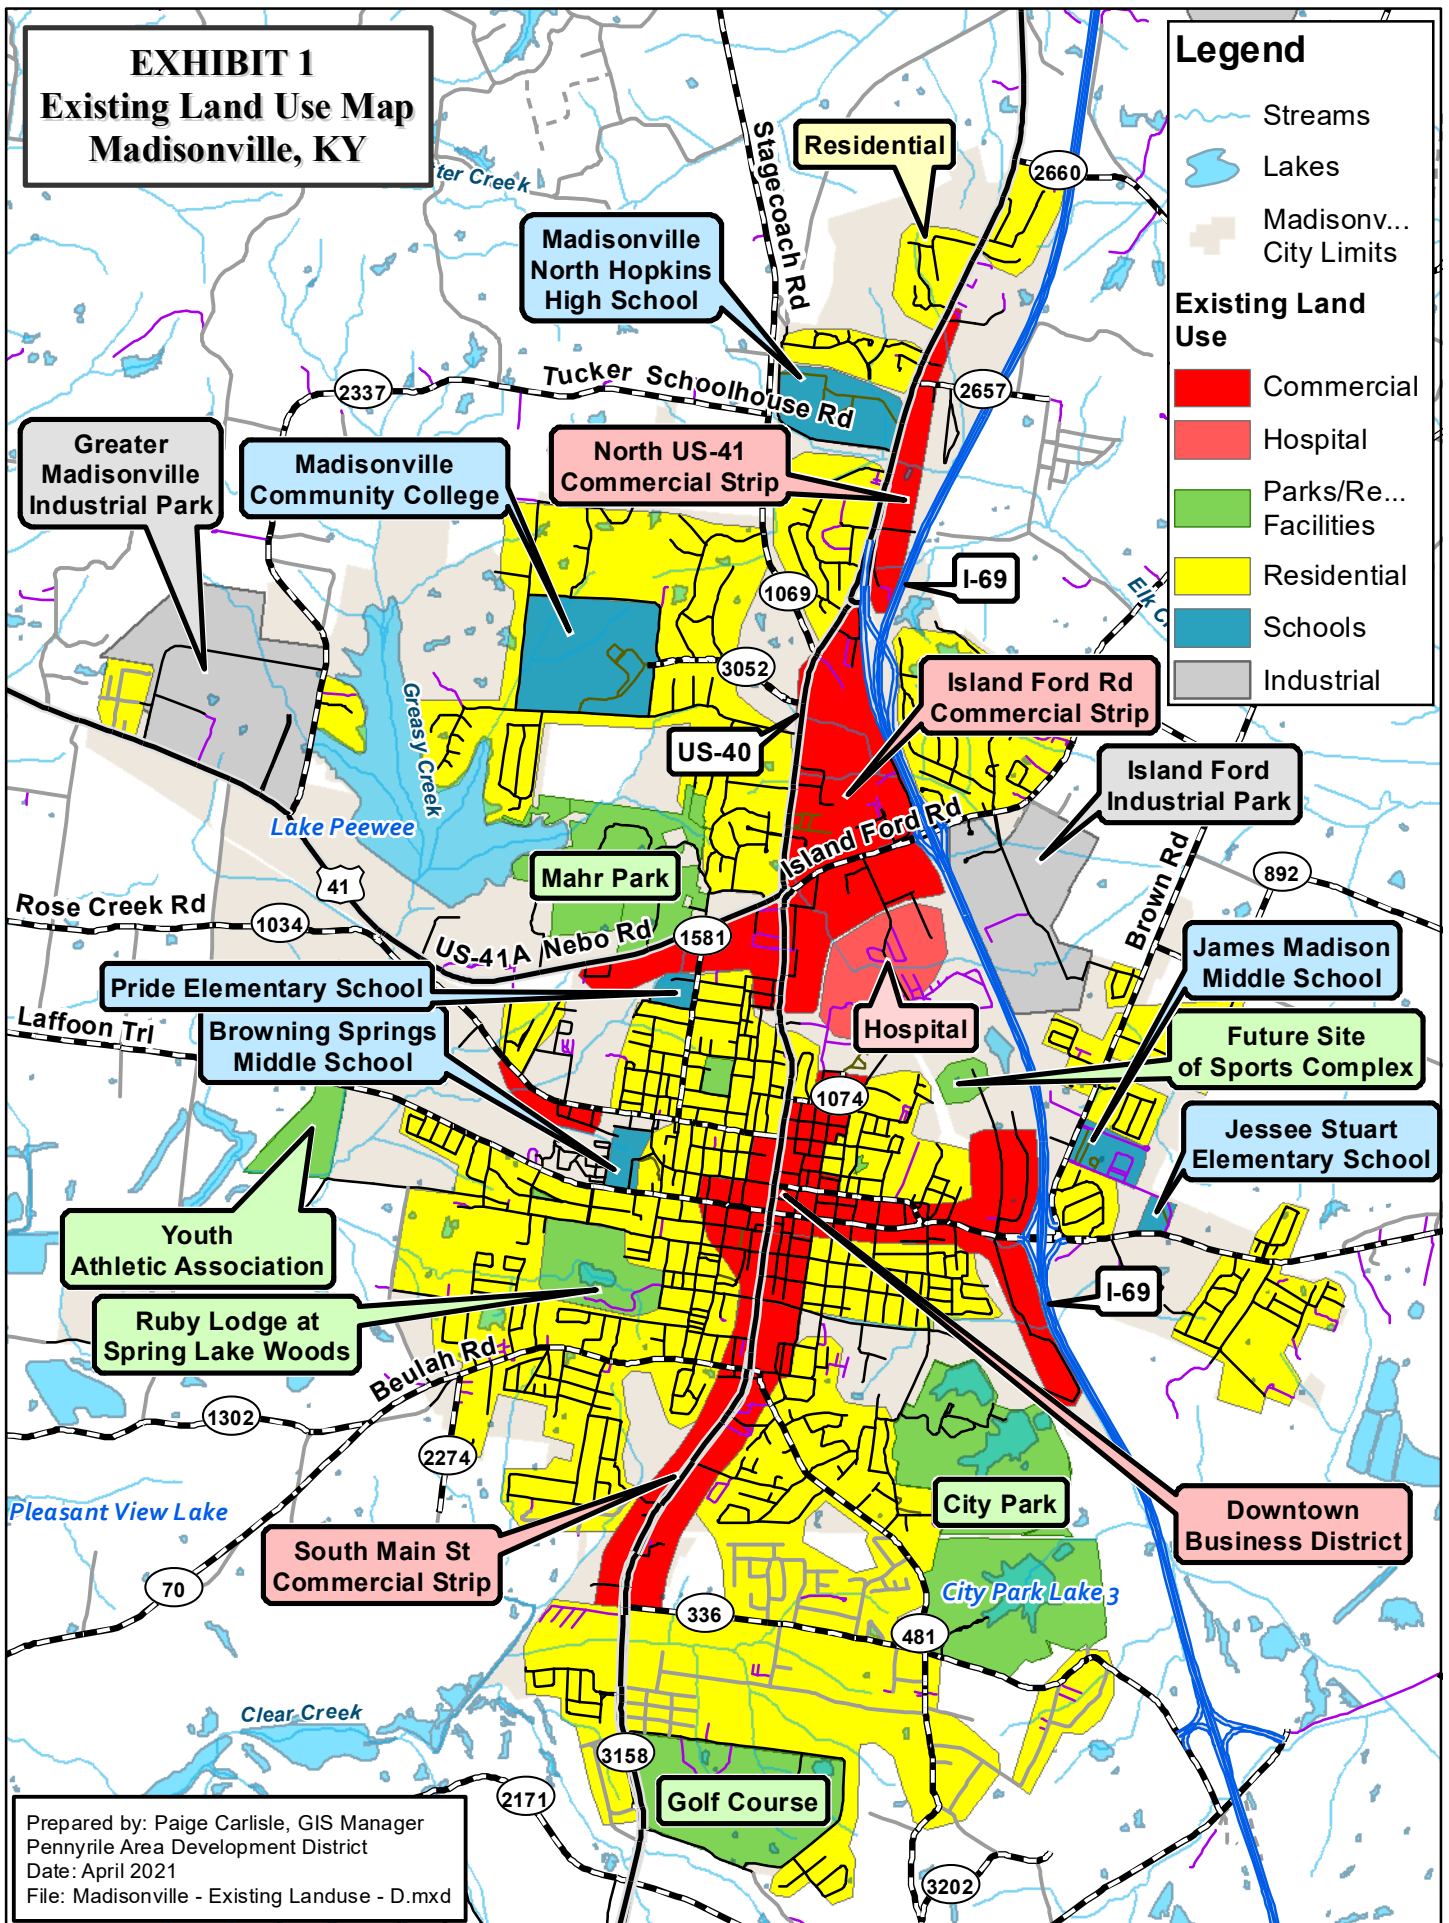 EXHIBIT 1
Existing Land Use Map
Madisonville, KY
Legend
Streams
Lakes
Madisonv...
City Limits
Existing Land
Use
Commercial
Hospital
Parks/Re...
Facilities
Residential
Schools
Industrial
ter Creek
Stagecoach Rd
Residential
2660
Madisonville
North Hopkins
High School
2337
Tucker Schoolhouse Rd
2657
Greater
Madisonville
Industrial Park
Madisonville
Community College
North US-41
Commercial Strip
1069
I-69
Elk C
3052
Island Ford Rd
Commercial Strip
US-40
Greasy Creek
Island Ford
Industrial Park
Lake Peewee
Island Ford Rd
Brown Rd
41
Mahr Park
892
Rose Creek Rd
1034
US-41A Nebo Rd
1581
James Madison
Middle School
Pride Elementary School
Laffoon Trl
Browning Springs
Middle School
Hospital
Future Site
of Sports Complex
1074
Jessee Stuart
Elementary School
Youth
Athletic Association
I-69
Ruby Lodge at
Spring Lake Woods
Beulah Rd
1302
2274
Pleasant View Lake
City Park
Downtown
Business District
South Main St
Commercial Strip
70
City Park Lake 3
336
481
Clear Creek
3158
2171
Golf Course
3202
Prepared by: Paige Carlisle, GIS Manager
Pennyrile Area Development District
Date: April 2021
File: Madisonville - Existing Landuse - D.mxd